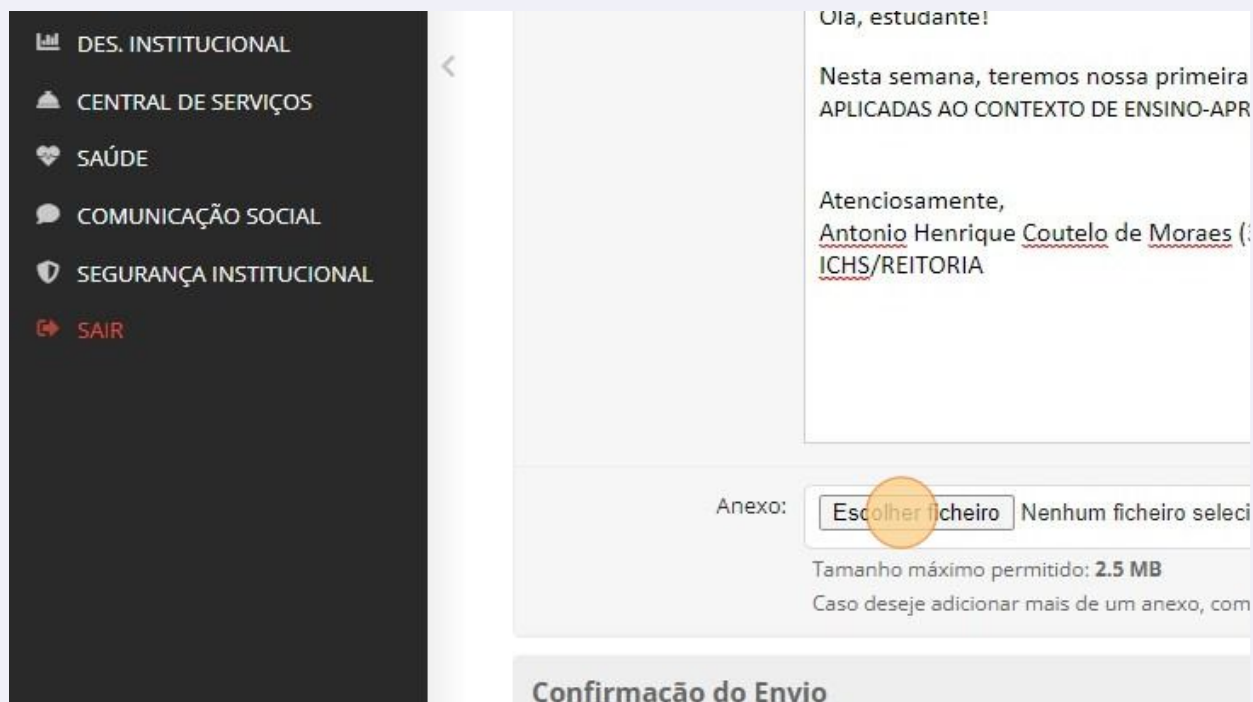 DES. INSTITUCIONAL
CENTRAL DE SERVIÇOS
SAÚDE
COMUNICAÇÃO SOCIAL
SEGURANÇA INSTITUCIONAL
SAIR
Olá, estudante!
Nesta semana, teremos nossa primeira
APLICADAS AO CONTEXTO DE ENSINO-APR
Atenciosamente,
Antonio Henrique Coutelo de Moraes (
ICHS/REITORIA
Anexo:
Escolher ficheiro Nenhum ficheiro seleci
Tamanho máximo permitido: 2.5 MB
Caso deseje adicionar mais de um anexo, com
Confirmação do Envio